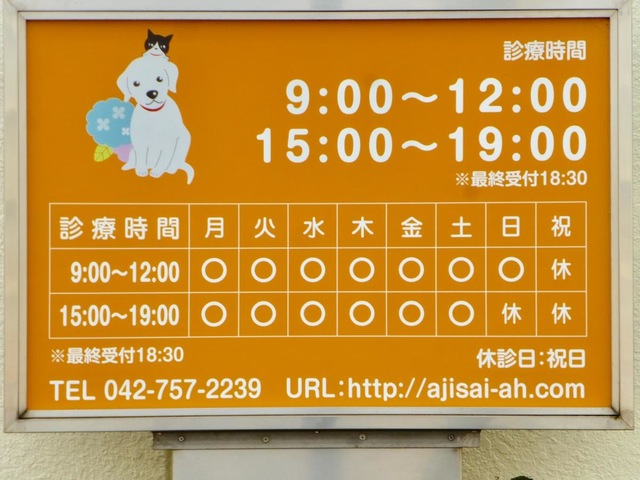 診療時間
9:00〜12:00
15:00〜19:00
※最終受付18:30
診療時間 月 火 水 木 金 土 日 祝
9:00〜12:00 ○ ○ ○ ○ ○ ○ ○ 休
15:00〜19:00 ○ ○ ○ ○ ○ ○ 休 休
※最終受付18:30 休診日:祝日
TEL 042-757-2239 URL:http://ajisai-ah.com